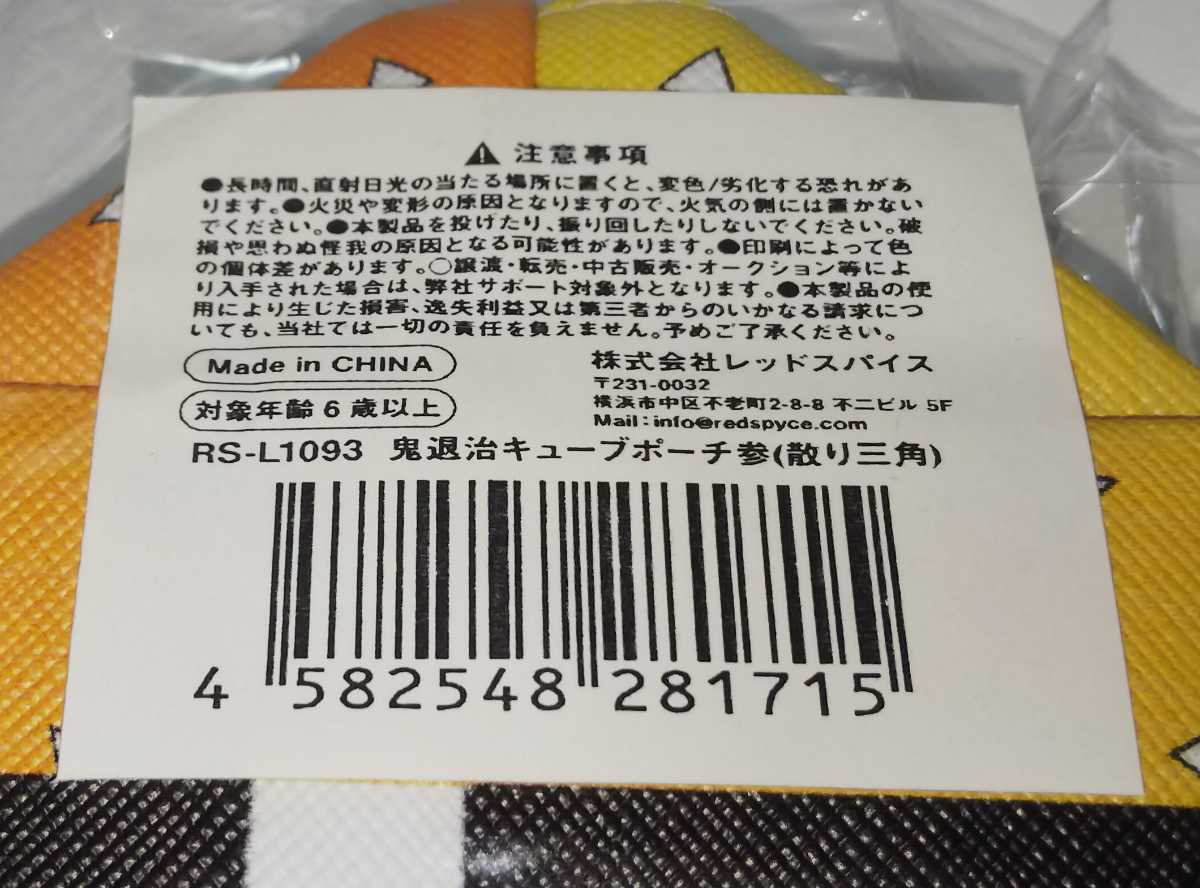 ⚠ 注意事項
●長時間、直射日光の当たる場所に置くと、変色/劣化する恐れがあ
ります。●火災や変形の原因となりますので、火気の側には置かない
でください。●本製品を投げたり、振り回したりしないでください。破
損や思わぬ怪我の原因となる可能性があります。●印刷によって色
の個体差があります。○譲渡・転売・中古販売・オークション等によ
り入手された場合は、弊社サポート対象外となります。●本製品の使
用により生じた損害、逸失利益又は第三者からのいかなる請求につ
いても、当社では一切の責任を負えません。予めご了承ください。
Made in CHINA
対象年齢6歳以上
株式会社レッドスパイス
〒231-0032
横浜市中区不老町2-8-8 不二ビル 5F
Mail：info@redspyce.com
RS-L1093 鬼退治キューブポーチ参(散り三角)
4 582548 281715